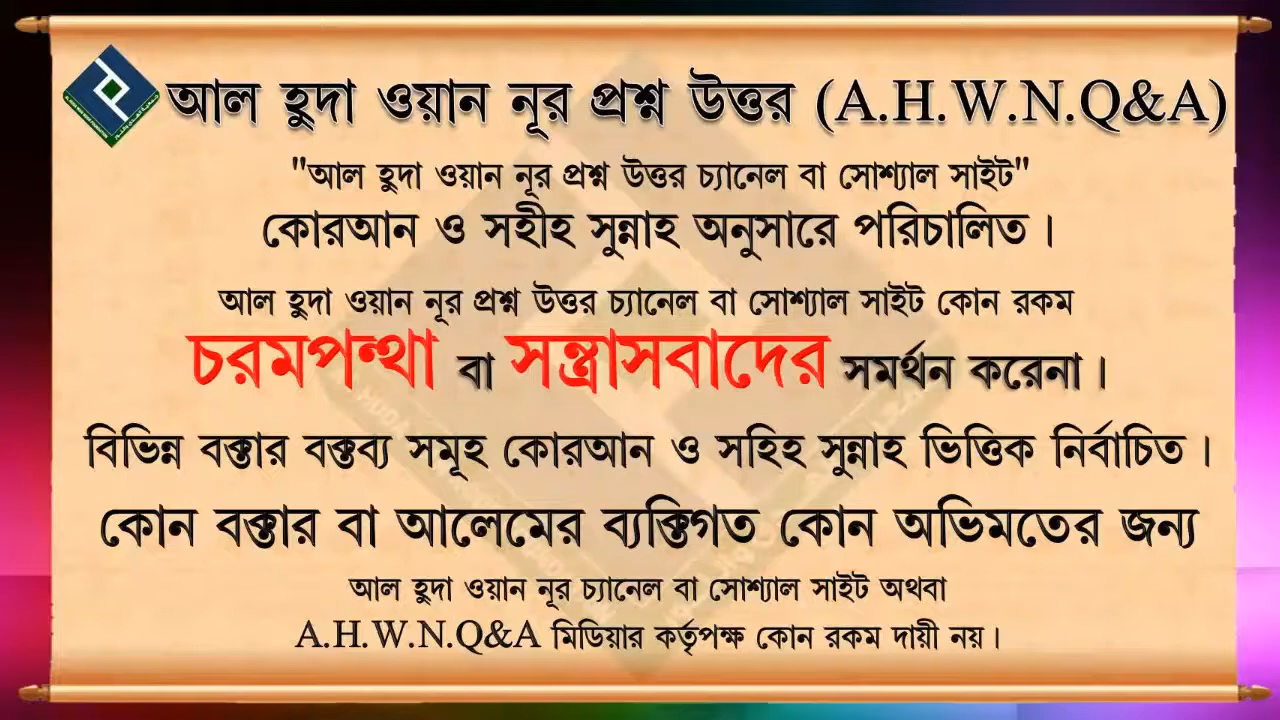 আল হুদা ওয়ান নূর প্রশ্ন উত্তর (A.H.W.N.Q&A)
"আল হুদা ওয়ান নূর প্রশ্ন উত্তর চ্যানেল বা সোশ্যাল সাইট"
কোরআন ও সহীহ সুন্নাহ অনুসারে পরিচালিত।
আল হুদা ওয়ান নূর প্রশ্ন উত্তর চ্যানেল বা সোশ্যাল সাইট কোন রকম
চরমপন্থা বা সন্ত্রাসবাদের সমর্থন করেনা।
বিভিন্ন বক্তার বক্তব্য সমূহ কোরআন ও সহিহ সুন্নাহ ভিত্তিক নির্বাচিত।
কোন বক্তার বা আলেমের ব্যক্তিগত কোন অভিমতের জন্য
আল হুদা ওয়ান নূর চ্যানেল বা সোশ্যাল সাইট অথবা
A.H.W.N.Q&A মিডিয়ার কর্তৃপক্ষ কোন রকম দায়ী নয়।